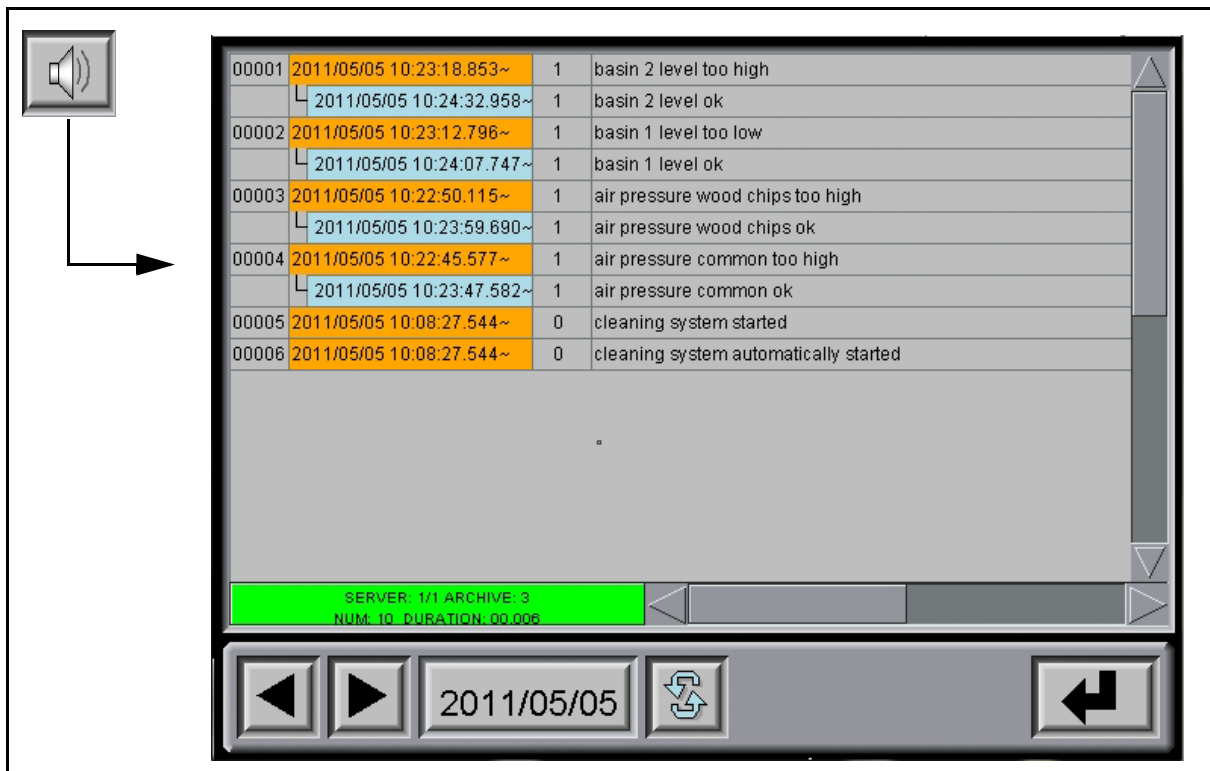 00001 2011/05/05 10:23:18.853~ 1 basin 2 level too high
2011/05/05 10:24:32.958~ 1 basin 2 level ok
00002 2011/05/05 10:23:12.796~ 1 basin 1 level too low
2011/05/05 10:24:07.747~ 1 basin 1 level ok
00003 2011/05/05 10:22:50.115~ 1 air pressure wood chips too high
2011/05/05 10:23:59.690~ 1 air pressure wood chips ok
00004 2011/05/05 10:22:45.577~ 1 air pressure common too high
2011/05/05 10:23:47.582~ 1 air pressure common ok
00005 2011/05/05 10:08:27.544~ 0 cleaning system started
00006 2011/05/05 10:08:27.544~ 0 cleaning system automatically started
SERVER: 1/1 ARCHIVE: 3
NUM: 10 DURATION: 00.006
2011/05/05